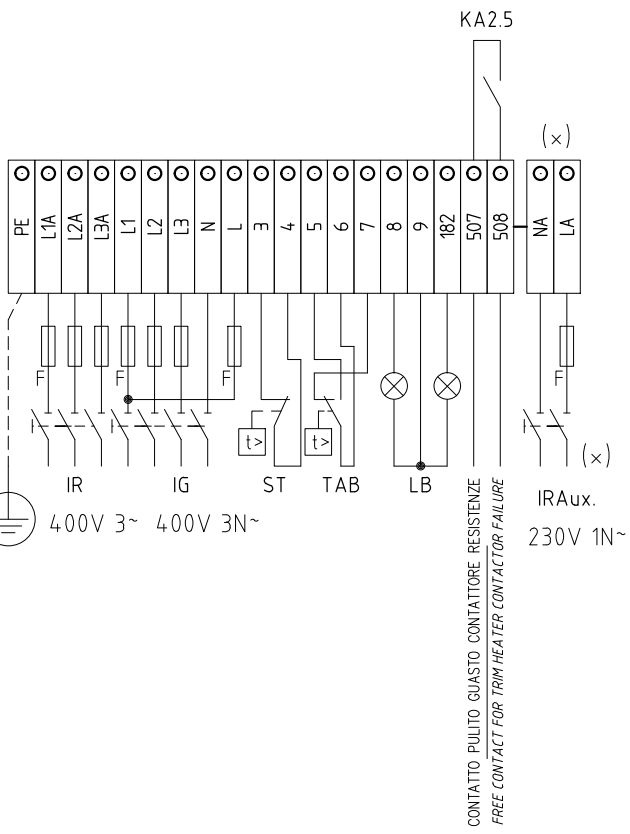 KA2.5
(x)
PE L1A L2A L3A L1 L2 L3 N L 3 4 5 6 7 8 9 182 507 508 NA LA
F F F F
t> t>
(x)
IR IG ST TAB LB IRAux.
400V 3~ 400V 3N~ 230V 1N~
CONTATTO PULITO GUASTO CONTATTORE RESISTENZE
FREE CONTACT FOR TRIM HEATER CONTACTOR FAILURE